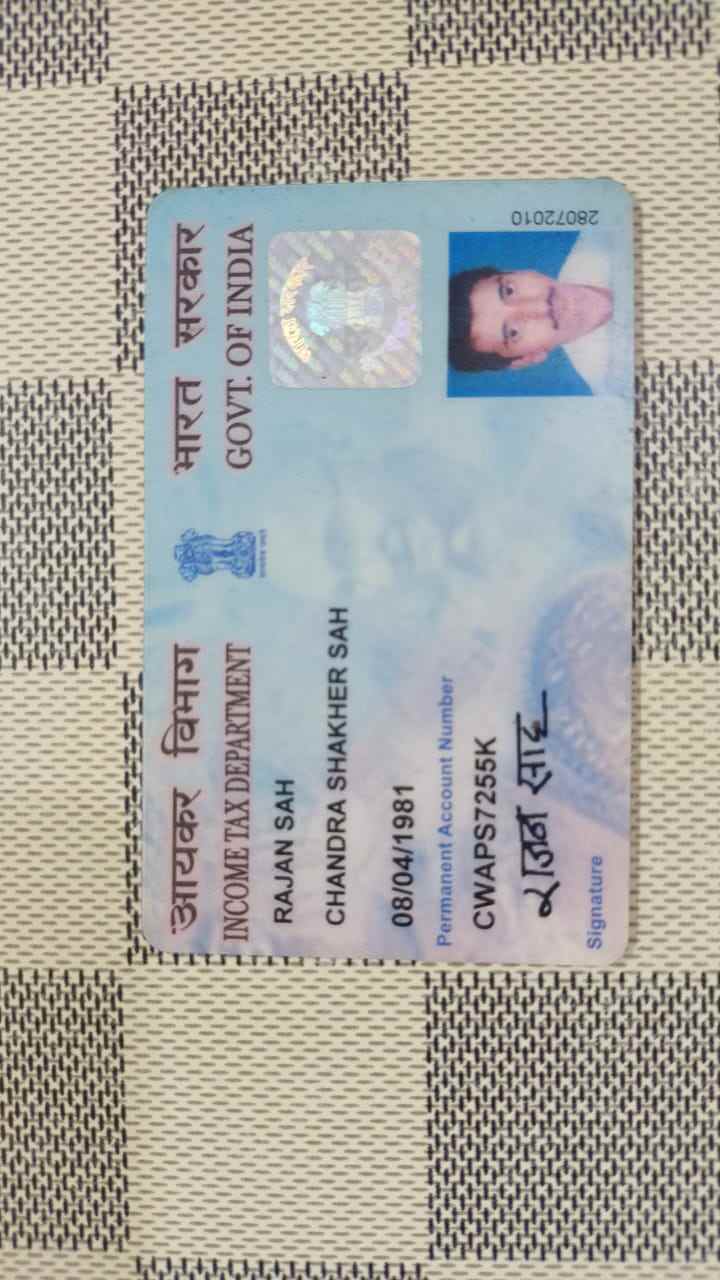 आयकर विभाग
भारत सरकार
INCOME TAX DEPARTMENT
GOVT. OF INDIA
RAJAN SAH
CHANDRA SHAKHER SAH
08/04/1981
Permanent Account Number
CWAPS7255K
राजन साह
Signature
28072010